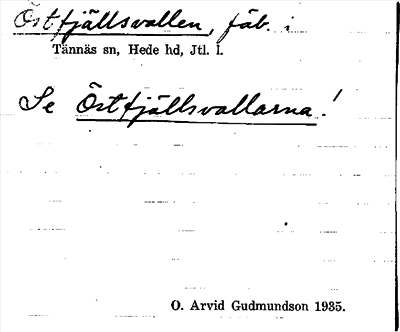 Östfjällsvallen, fäb. i
Tännäs sn, Hede hd, Jtl. l.
Se Östfjällsvallarna!
O. Arvid Gudmundson 1935.